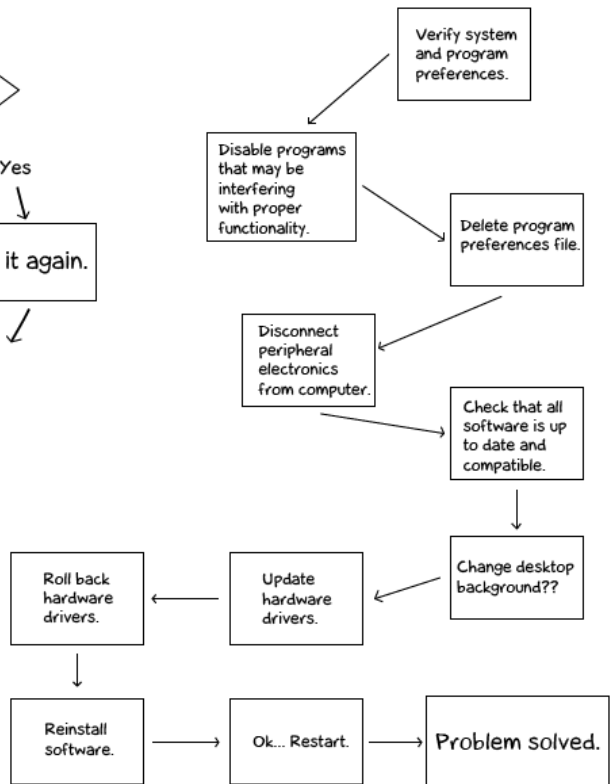 Verify system
and program
preferences.
Yes
Disable programs
that may be
interfering
with proper
functionality.
Delete program
preferences file.
it again.
Disconnect
peripheral
electronics
from computer.
Check that all
software is up
to date and
compatible.
Change desktop
background??
Update
hardware
drivers.
Roll back
hardware
drivers.
Reinstall
software.
Ok... Restart.
Problem solved.